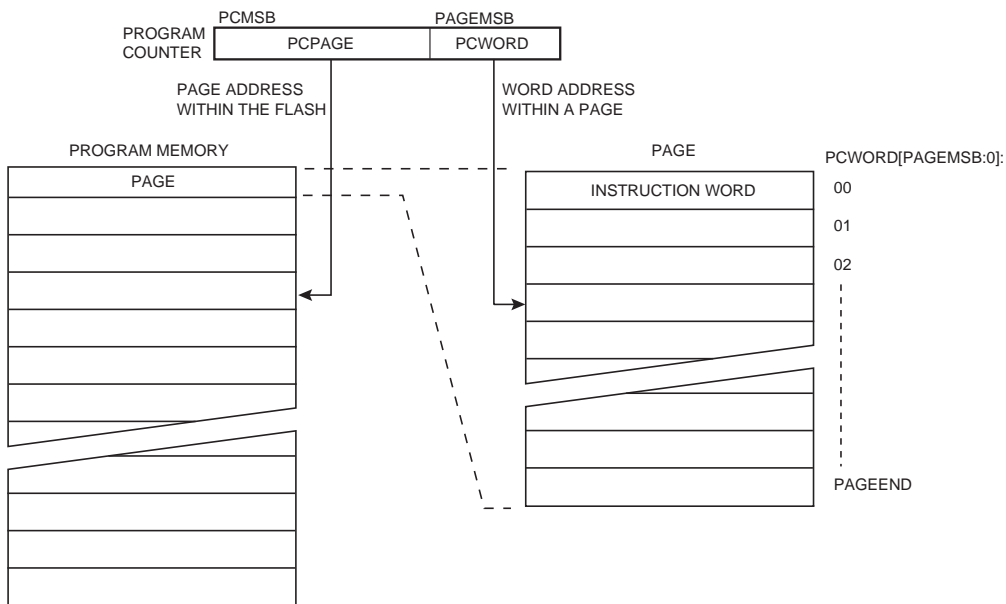 PCMSB PAGEMSB
PROGRAM
COUNTER
PCPAGE PCWORD
PAGE ADDRESS
WITHIN THE FLASH
WORD ADDRESS
WITHIN A PAGE
PROGRAM MEMORY
PAGE
PAGE
PCWORD[PAGEMSB:0]:
INSTRUCTION WORD
00
01
02
PAGEEND